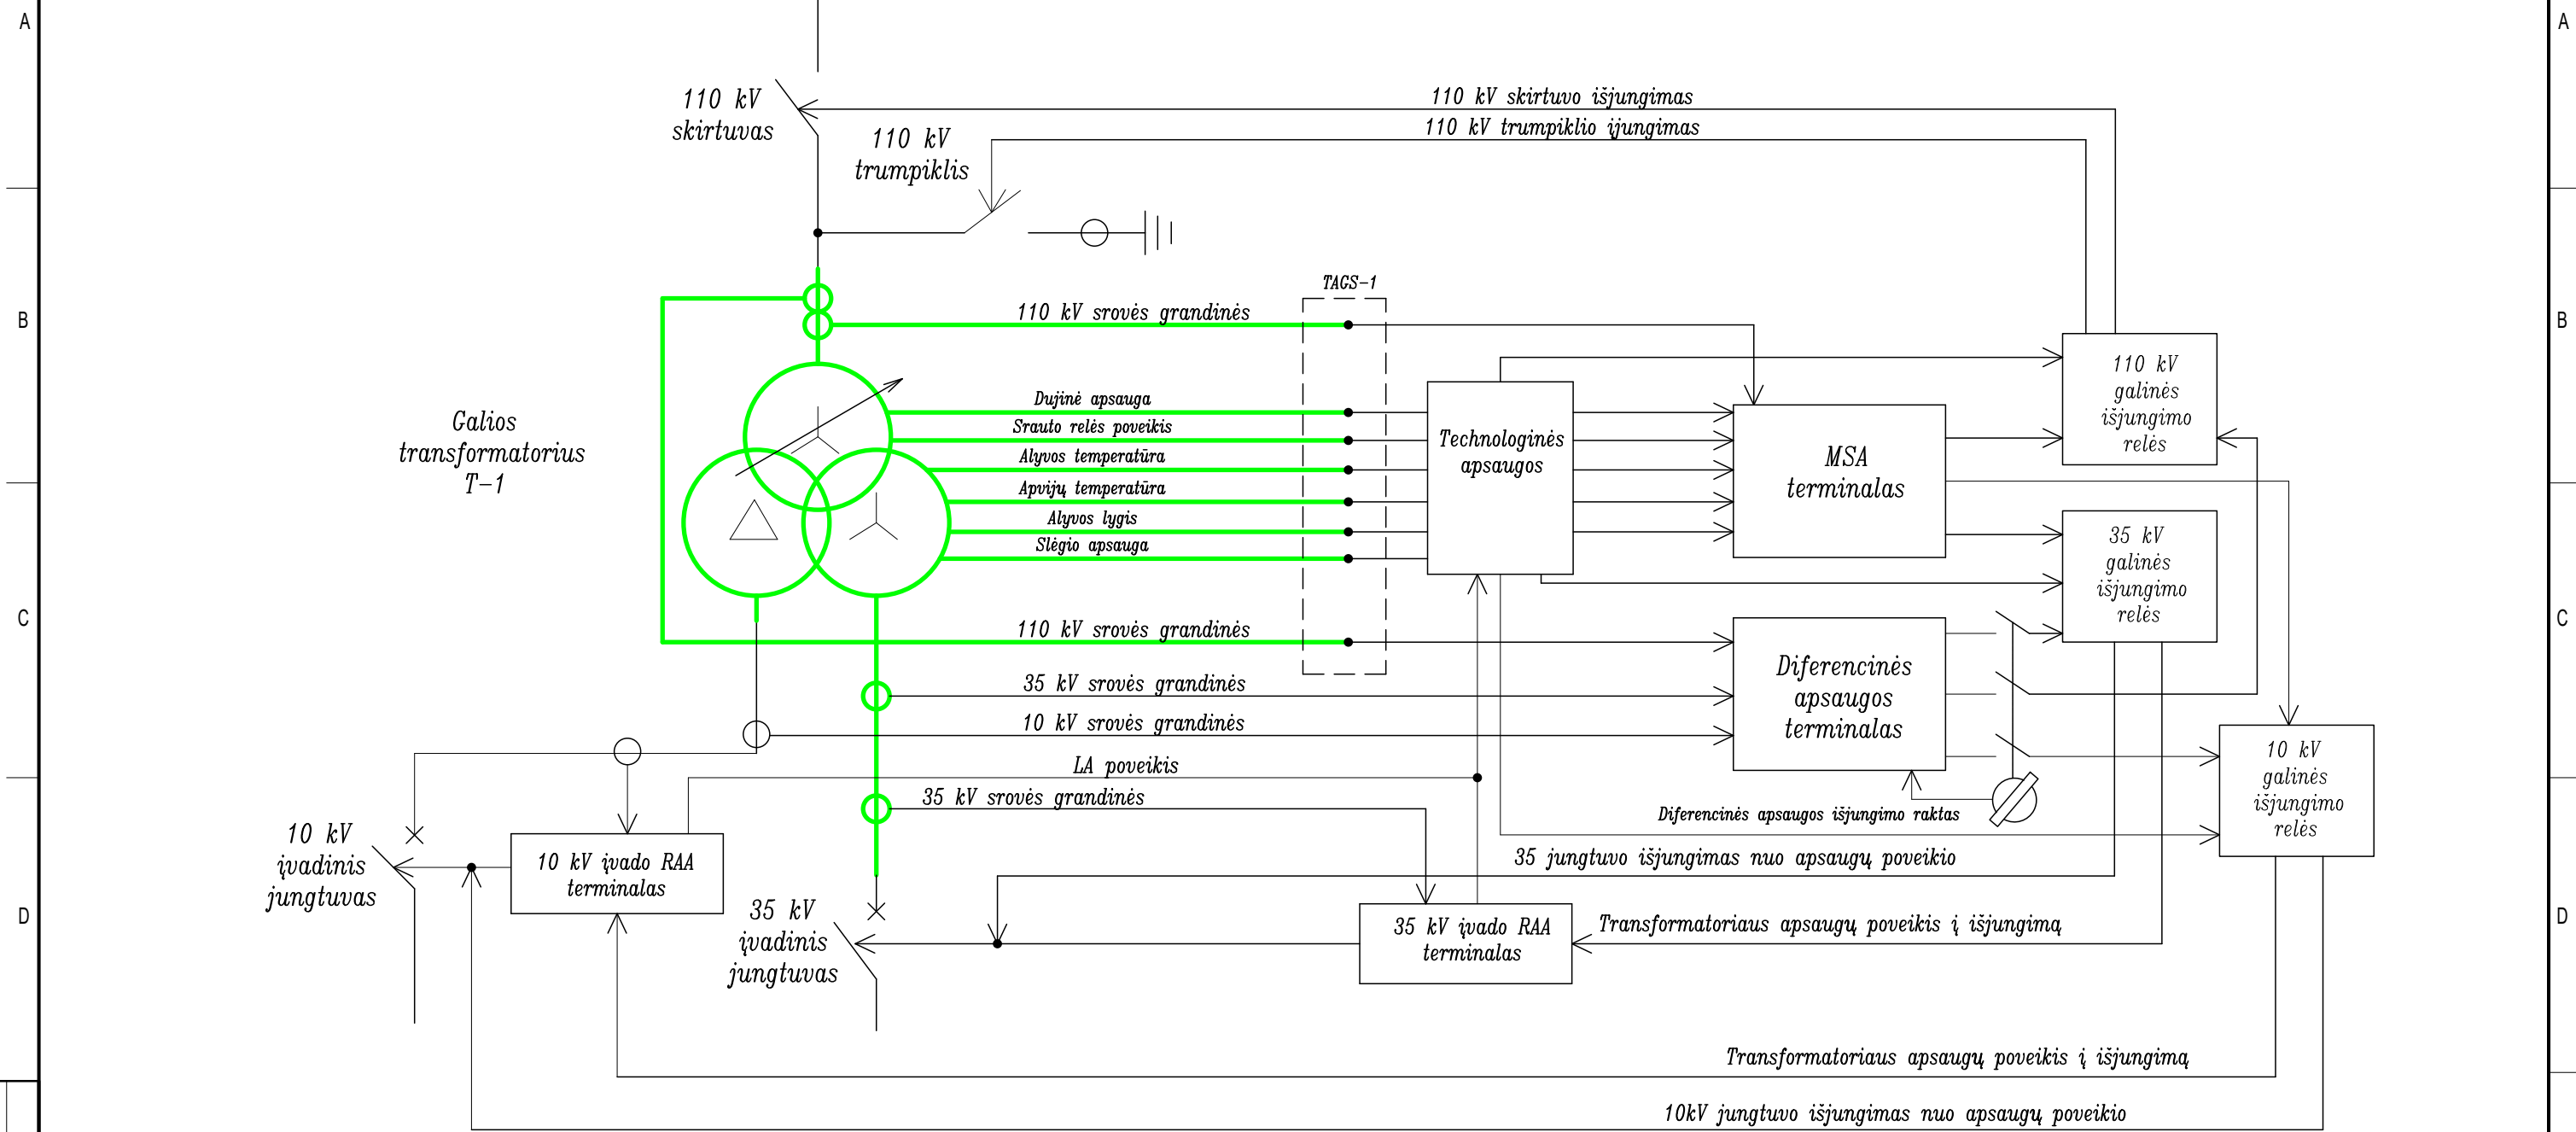 A
A
110 kV
skirtuvas
110 kV skirtuvo išjungimas
110 kV trumpiklio įjungimas
110 kV
trumpiklis
TAGS-1
B
B
110 kV srovės grandinės
110 kV
galinės
išjungimo
relės
Galios
transformatorius
T-1
Dujinė apsauga
Srauto relės poveikis
Alyvos temperatūra
Apvijų temperatūra
Alyvos lygis
Slėgio apsauga
Technologinės
apsaugos
MSA
terminalas
35 kV
galinės
išjungimo
relės
C
C
110 kV srovės grandinės
35 kV srovės grandinės
10 kV srovės grandinės
Diferencinės
apsaugos
terminalas
LA poveikis
35 kV srovės grandinės
Diferencinės apsaugos išjungimo raktas
10 kV
galinės
išjungimo
relės
10 kV
įvadinis
jungtuvas
10 kV įvado RAA
terminalas
35 jungtuvo išjungimas nuo apsaugų poveikio
D
D
35 kV
įvadinis
jungtuvas
35 kV įvado RAA
terminalas
Transformatoriaus apsaugų poveikis į išjungimą
Transformatoriaus apsaugų poveikis į išjungimą
10kV jungtuvo išjungimas nuo apsaugų poveikio